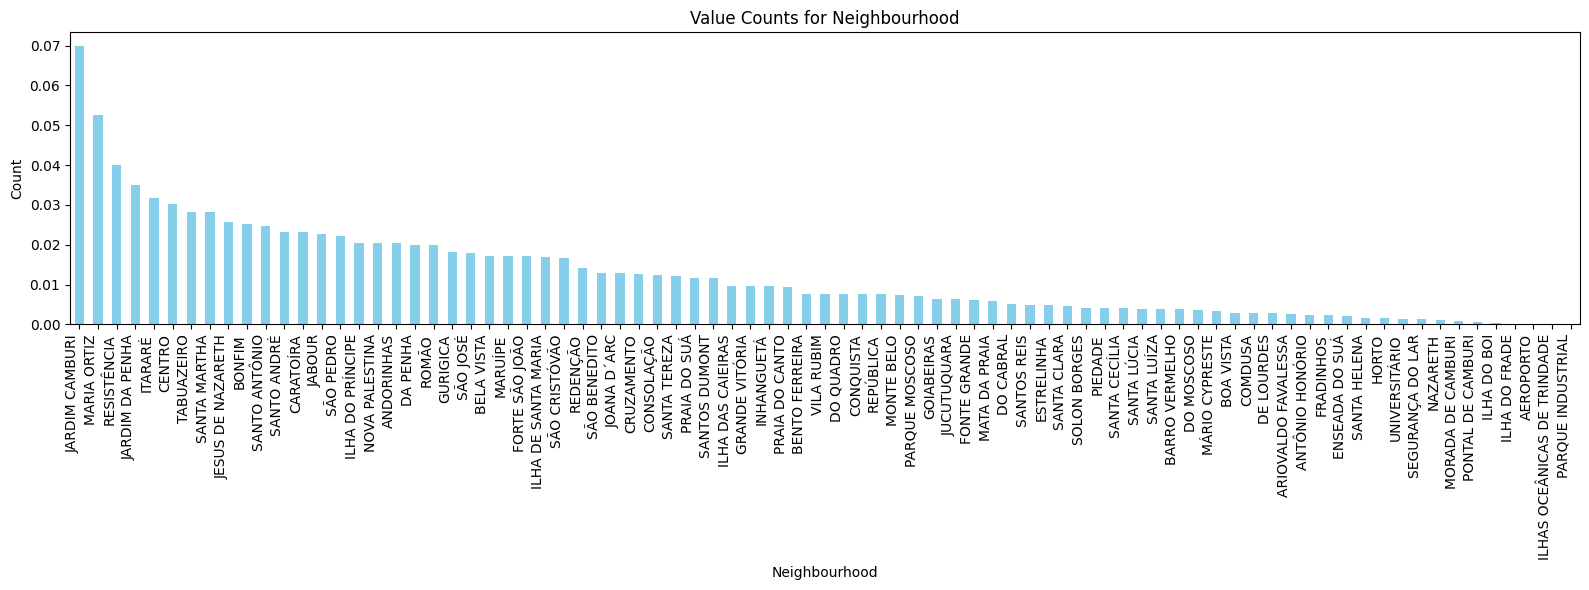 Value Counts for Neighbourhood
Count
0.07
0.06
0.05
0.04
0.03
0.02
0.01
0.00
JARDIM CAMBURI
MARIA ORTIZ
RESISTÊNCIA
JARDIM DA PENHA
ITARARÉ
CENTRO
TABUAZEIRO
SANTA MARTHA
JESUS DE NAZARETH
BONFIM
SANTO ANTÔNIO
SANTO ANDRÉ
CARATOÍRA
JABOUR
SÃO PEDRO
ILHA DO PRÍNCIPE
NOVA PALESTINA
ANDORINHAS
DA PENHA
ROMÃO
GURIGICA
SÃO JOSÉ
BELA VISTA
MARUÍPE
FORTE SÃO JOÃO
ILHA DE SANTA MARIA
SÃO CRISTÓVÃO
REDENÇÃO
SÃO BENEDITO
JOANA D´ARC
CRUZAMENTO
CONSOLAÇÃO
SANTA TEREZA
PRAIA DO SUÁ
SANTOS DUMONT
ILHA DAS CAIEIRAS
GRANDE VITÓRIA
INHANGUETÁ
PRAIA DO CANTO
BENTO FERREIRA
VILA RUBIM
DO QUADRO
CONQUISTA
REPÚBLICA
MONTE BELO
PARQUE MOSCOSO
GOIABEIRAS
JUCUTUQUARA
FONTE GRANDE
MATA DA PRAIA
DO CABRAL
SANTOS REIS
ESTRELINHA
SANTA CLARA
SOLON BORGES
PIEDADE
SANTA CECÍLIA
SANTA LÚCIA
SANTA LUÍZA
BARRO VERMELHO
DO MOSCOSO
MÁRIO CYPRESTE
BOA VISTA
COMDUSA
DE LOURDES
ARIOVALDO FAVALESSA
ANTÔNIO HONÓRIO
FRADINHOS
ENSEADA DO SUÁ
SANTA HELENA
HORTO
UNIVERSITÁRIO
SEGURANÇA DO LAR
NAZARETH
MORADA DE CAMBURI
PONTAL DE CAMBURI
ILHA DO BOI
ILHA DO FRADE
AEROPORTO
ILHAS OCEÂNICAS DE TRINDADE
PARQUE INDUSTRIAL
Neighbourhood